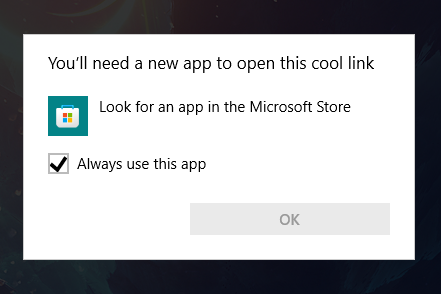 You’ll need a new app to open this cool link
Look for an app in the Microsoft Store
Always use this app
OK